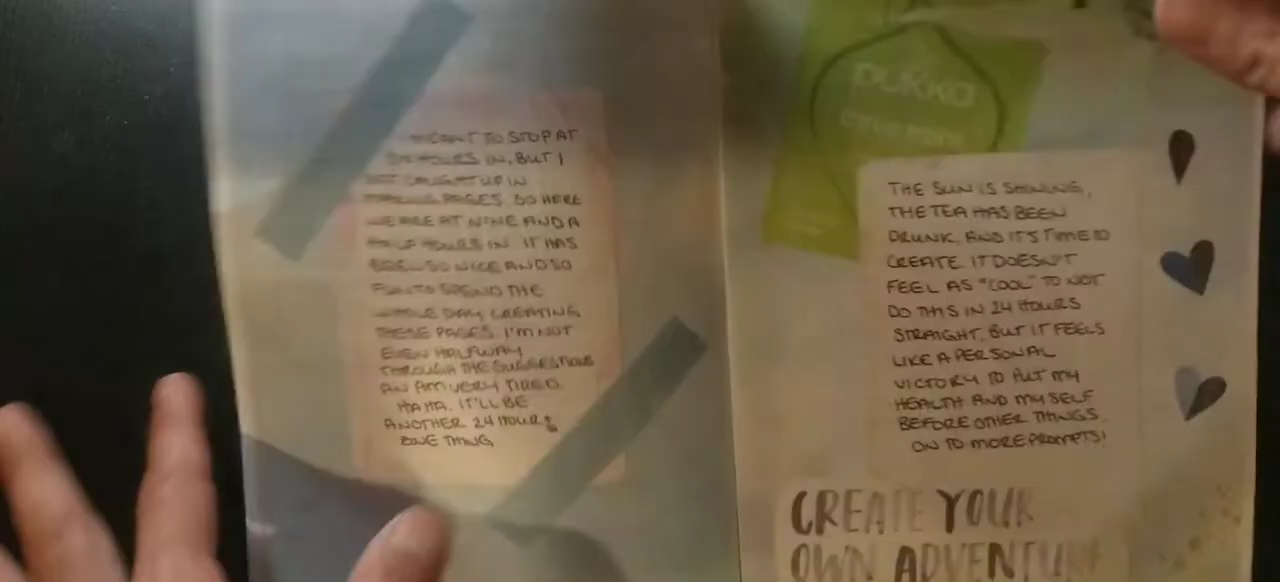 MEANT TO STOP AT
SIX HOURS IN, BUT I
GOT CAUGHT UP IN
MAKING PAGES. SO HERE
WE ARE AT NINE AND A
HALF HOURS IN. IT HAS
BEEN SO NICE AND SO
FUN TO SPEND THE
WHOLE DAY CREATING
THESE PAGES. I'M NOT
EVEN HALFWAY
THROUGH THE SUGGESTIONS
AN AM VERY TIRED.
HAHA. IT'LL BE
ANOTHER 24 HOURS
ZINE THING
PUKKA
THE SUN IS SHINING,
THE TEA HAS BEEN
DRUNK, AND IT'S TIME TO
CREATE. IT DOESN'T
FEEL AS "COOL" TO NOT
DO THIS IN 24 HOURS
STRAIGHT, BUT IT FEELS
LIKE A PERSONAL
VICTORY TO PUT MY
HEALTH AND MYSELF
BEFORE OTHER THINGS.
ON TO MORE PROMPTS!
CREATE YOUR
OWN ADVENTURE